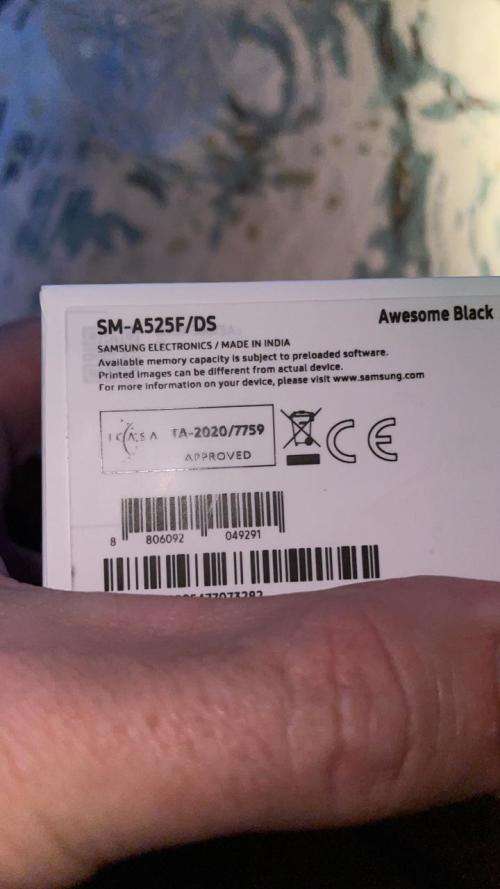 SM-A525F/DS
Awesome Black
SAMSUNG ELECTRONICS / MADE IN INDIA
Available memory capacity is subject to preloaded software.
Printed images can be different from actual device.
For more information on your device, please visit www.samsung.com
ICASA TA-2020/7759
APPROVED
CE
8 806092 049291